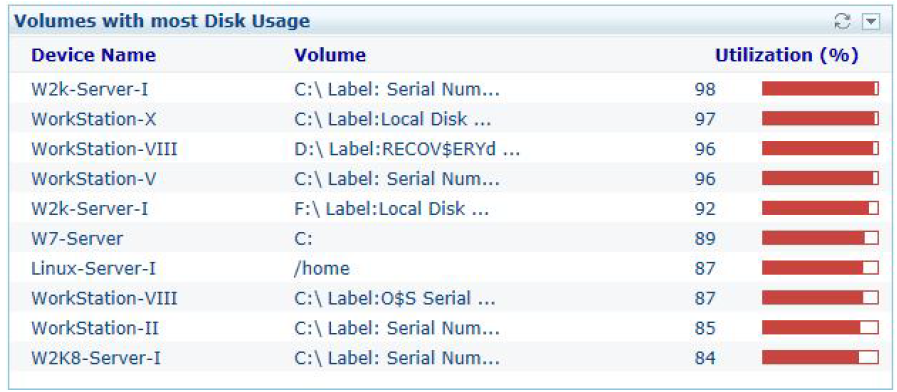 Volumes with most Disk Usage
Device Name Volume Utilization (%)
W2k-Server-I C:\ Label: Serial Num... 98
WorkStation-X C:\ Label:Local Disk ... 97
WorkStation-VIII D:\ Label:RECOV$ERYd ... 96
WorkStation-V C:\ Label: Serial Num... 96
W2k-Server-I F:\ Label:Local Disk ... 92
W7-Server C: 89
Linux-Server-I /home 87
WorkStation-VIII C:\ Label:O$S Serial ... 87
WorkStation-II C:\ Label: Serial Num... 85
W2K8-Server-I C:\ Label: Serial Num... 84